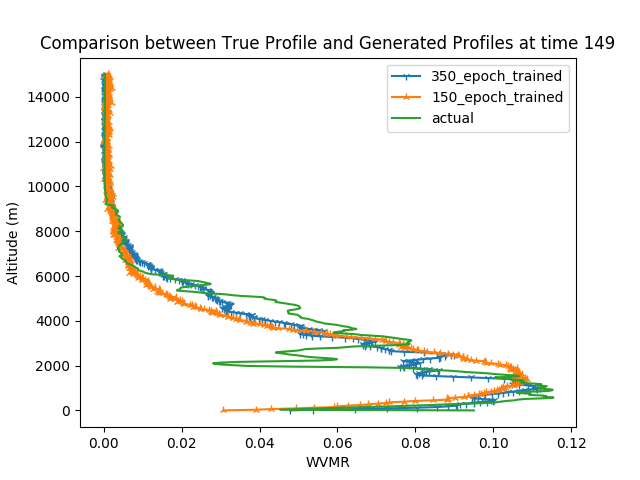 Comparison between True Profile and Generated Profiles at time 149
350_epoch_trained
150_epoch_trained
actual
14000
12000
10000
8000
6000
4000
2000
0
Altitude (m)
0.00 0.02 0.04 0.06 0.08 0.10 0.12
WVMR